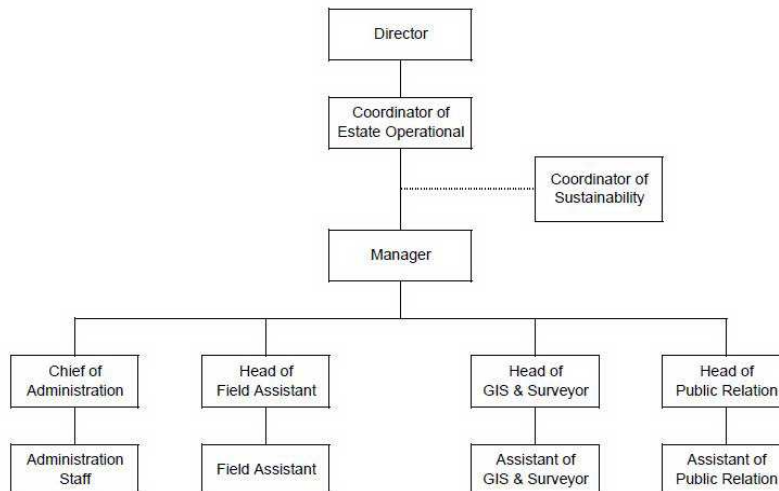 Director
Coordinator of
Estate Operational
Coordinator of
Sustainability
Manager
Chief of
Administration
Head of
Field Assistant
Head of
GIS & Surveyor
Head of
Public Relation
Administration
Staff
Field Assistant
Assistant of
GIS & Surveyor
Assistant of
Public Relation